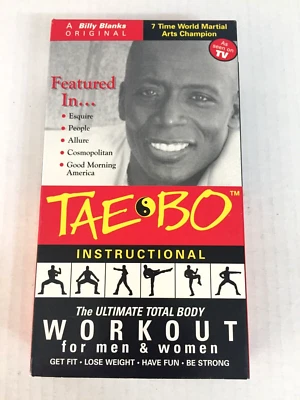 A Billy Blanks
ORIGINAL
7 Time World Martial
Arts Champion
As
seen on
TV
Featured
In...
• Esquire
• People
• Allure
• Cosmopolitan
• Good Morning
America
TAE BO™
INSTRUCTIONAL
The ULTIMATE TOTAL BODY
WORKOUT
for men & women
GET FIT • LOSE WEIGHT • HAVE FUN • BE STRONG